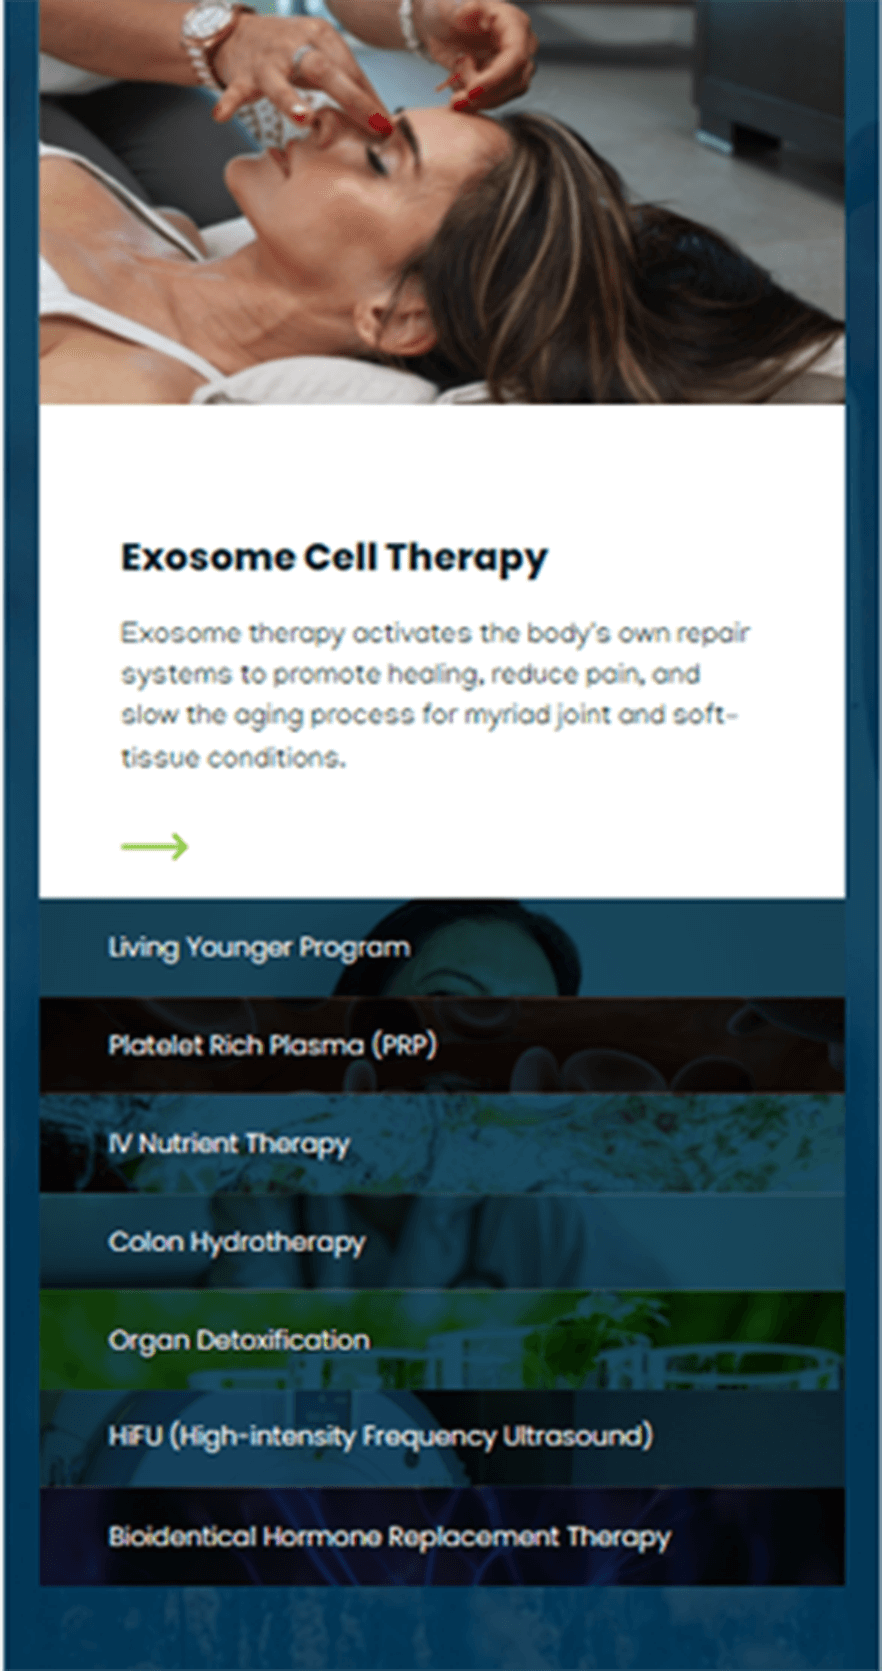 Exosome Cell Therapy
Exosome therapy activates the body's own repair
systems to promote healing, reduce pain, and
slow the aging process for myriad joint and soft-
tissue conditions.
Living Younger Program
Platelet Rich Plasma (PRP)
IV Nutrient Therapy
Colon Hydrotherapy
Organ Detoxification
HiFU (High-intensity Frequency Ultrasound)
Bioidentical Hormone Replacement Therapy